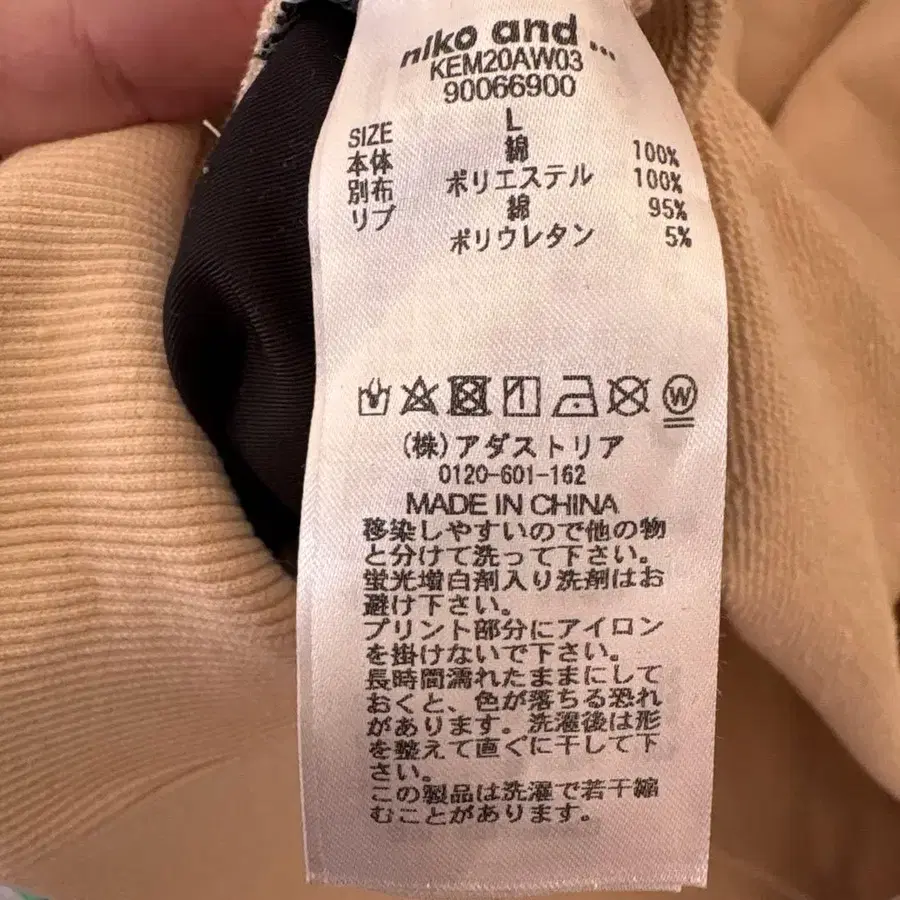 niko and ...
KEM20AW03
90066900
SIZE L
本体 綿 100%
別布 ポリエステル 100%
リブ 綿 95%
ポリウレタン 5%
W
(株)アダストリア
0120-601-162
MADE IN CHINA
移染しやすいので他の物
と分けて洗って下さい。
蛍光増白剤入り洗剤はお
避け下さい。
プリント部分にアイロン
を掛けないで下さい。
長時間濡れたままにして
おくと、色が落ちる恐れ
があります。洗濯後は形
を整えて直ぐに干して下
さい。
この製品は洗濯で若干縮
むことがあります。